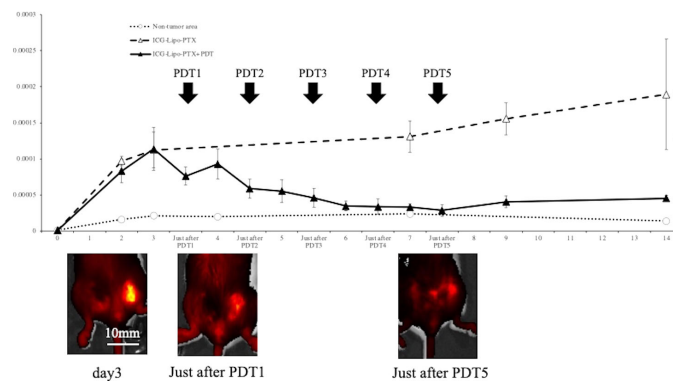 0.0003
0.00025
0.0002
0.00015
0.0001
0.00005
0
Non-tumor area
ICG-Lipo-PTX
ICG-Lipo-PTX+PDT
PDT1 PDT2 PDT3 PDT4 PDT5
0 1 2 3 Just after PDT1 4 Just after PDT2 5 Just after PDT3 6 Just after PDT4 7 Just after PDT5 9 10 11 12 13 14
10mm
day3 Just after PDT1 Just after PDT5